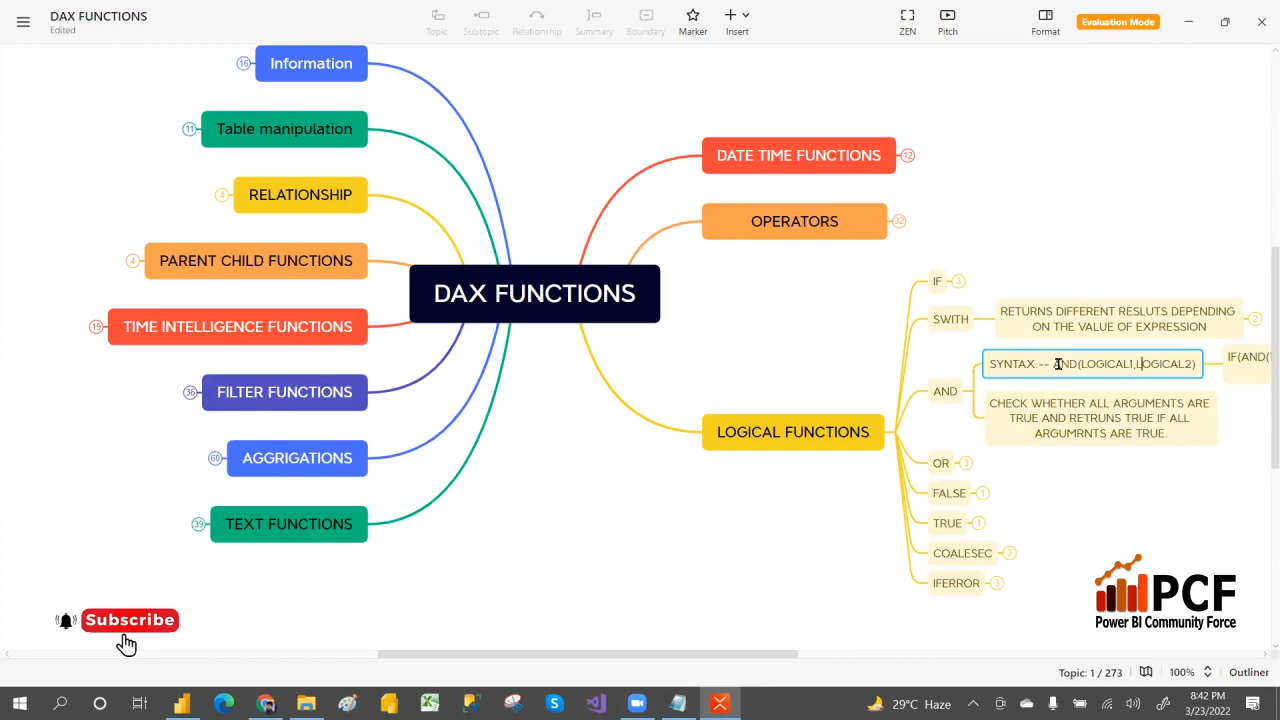 DAX FUNCTIONS
Edited
Topic
Subtopic
Relationship
Summary
Boundary
Marker
Insert
ZEN
Pitch
Format
Evaluation Mode
16 Information
11 Table manipulation
4 RELATIONSHIP
4 PARENT CHILD FUNCTIONS
19 TIME INTELLIGENCE FUNCTIONS
36 FILTER FUNCTIONS
60 AGGRIGATIONS
39 TEXT FUNCTIONS
DAX FUNCTIONS
DATE TIME FUNCTIONS 12
OPERATORS 32
LOGICAL FUNCTIONS
IF 3
SWITH
RETURNS DIFFERENT RESLUTS DEPENDING
ON THE VALUE OF EXPRESSION
2
AND
SYNTAX:-- AND(LOGICAL1,LOGICAL2)
IF(AND(
CHECK WHETHER ALL ARGUMENTS ARE
TRUE AND RETRUNS TRUE IF ALL
ARGUMRNTS ARE TRUE.
OR 3
FALSE 1
TRUE 1
COALESEC 3
IFERROR 3
Subscribe
PCF
Power BI Community Force
Topic: 1 / 273
100%
Outliner
29°C Haze
8:42 PM
3/23/2022